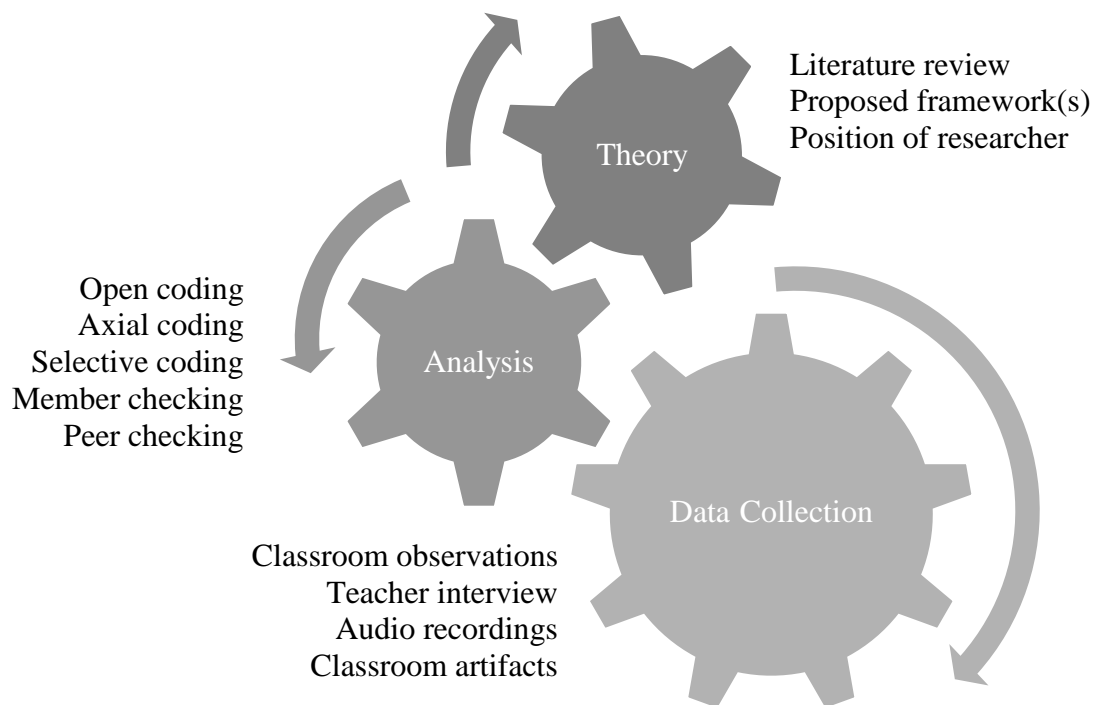 Literature review
Proposed framework(s)
Position of researcher
Theory
Open coding
Axial coding
Selective coding
Member checking
Peer checking
Analysis
Data Collection
Classroom observations
Teacher interview
Audio recordings
Classroom artifacts